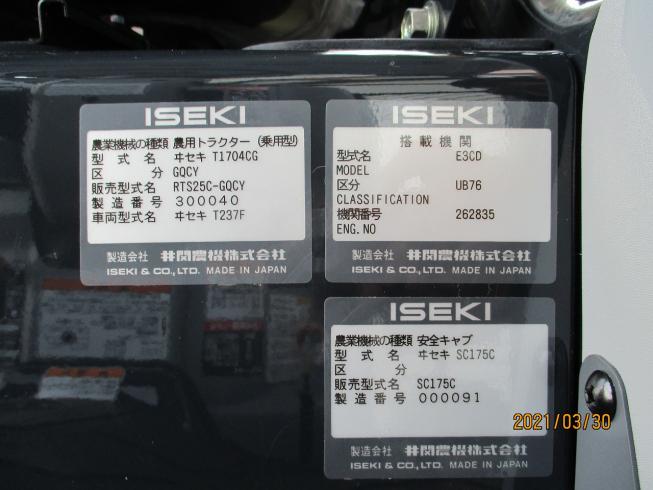 ISEKI
農業機械の種類 農用トラクター (乗用型)
型式名 ヰセキ T1704CG
区分 GQCY
販売型式名 RTS25C-GQCY
製造番号 300040
車両型式名 ヰセキ T237F
製造会社 井関農機株式会社
ISEKI & CO., LTD. MADE IN JAPAN
ISEKI
搭載機関
型式名 E3CD
MODEL
区分 UB76
CLASSIFICATION
機関番号 262835
ENG.NO
製造会社 井関農機株式会社
ISEKI & CO., LTD. MADE IN JAPAN
ISEKI
農業機械の種類 安全キャブ
型式名 ヰセキ SC175C
区分
販売型式名 SC175C
製造番号 000091
製造会社 井関農機株式会社
ISEKI & CO., LTD. MADE IN JAPAN
2021/03/30